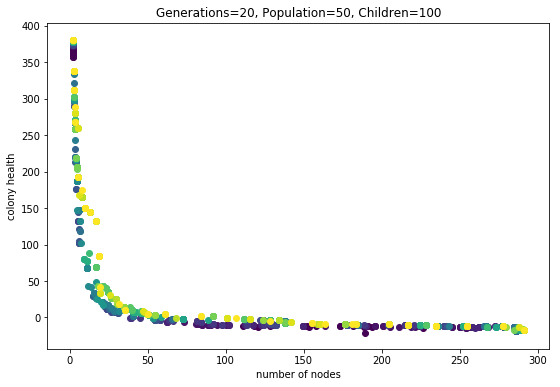 Generations=20, Population=50, Children=100
400
350
300
250
200
150
100
50
0
colony health
0 50 100 150 200 250 300
number of nodes